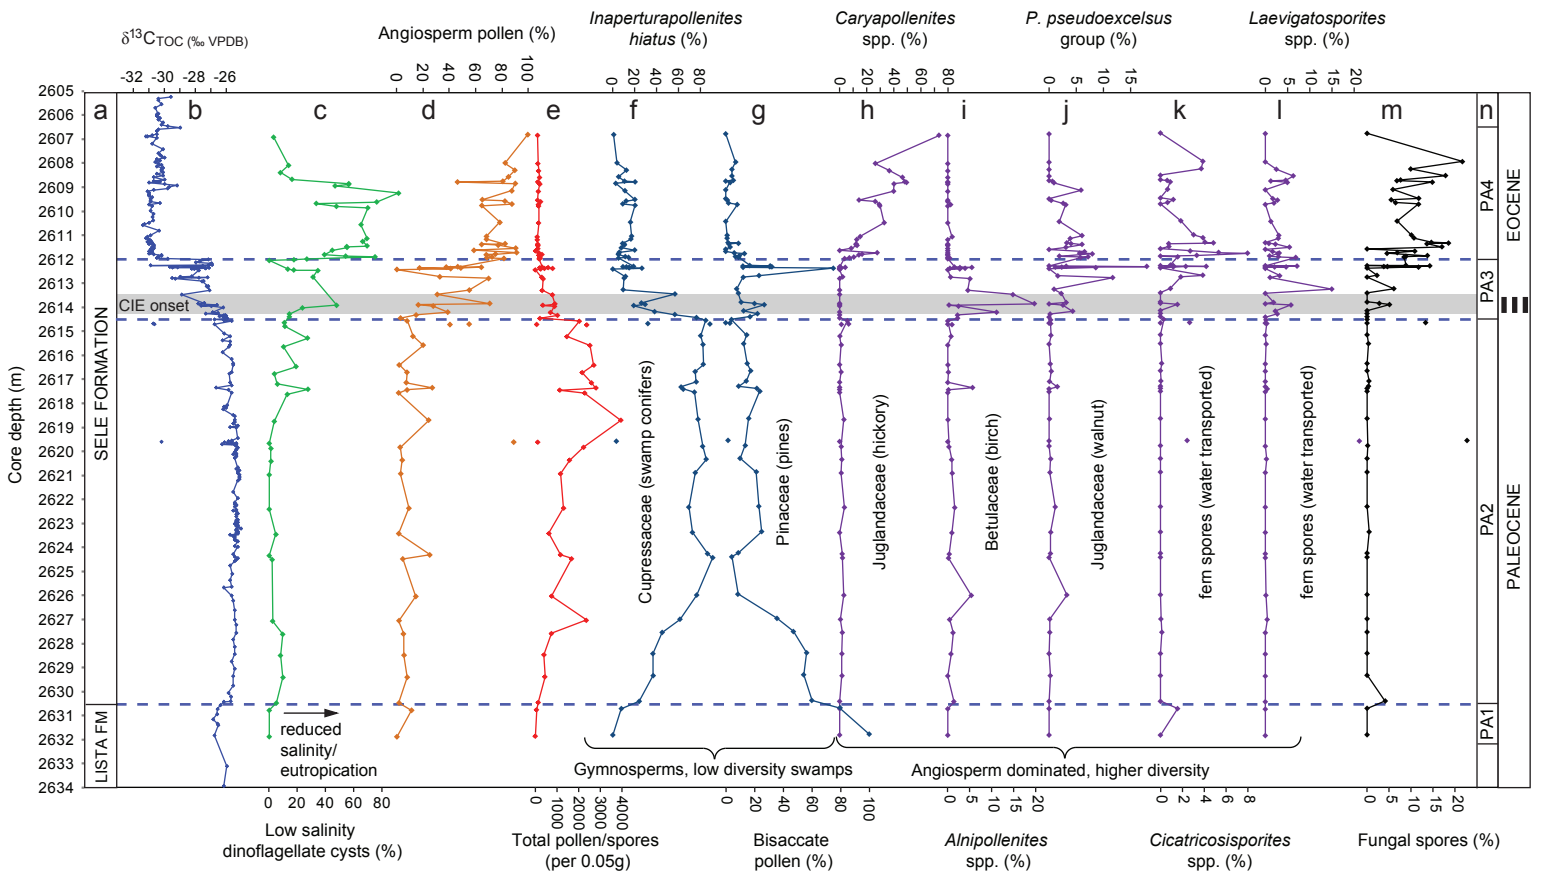 Inaperturapollenites
hiatus (%)
Caryapollenites
spp. (%)
P. pseudoexcelsus
group (%)
Laevigatosporites
spp. (%)
δ13CTOC (‰ VPDB)
Angiosperm pollen (%)
-32 -30 -28 -26
0 20 40 60 80 100
0 20 40 60 80
0 20 40 60 80
0 5 10 15
0 5 10 15 20
a b c d e f g h i j k l m n
2605
2606
2607
2608
2609
2610
2611
2612
2613
2614
2615
2616
2617
2618
2619
2620
2621
2622
2623
2624
2625
2626
2627
2628
2629
2630
2631
2632
2633
2634
Core depth (m)
SELE FORMATION
LISTA FM
CIE onset
Cupressaceae (swamp conifers)
Pinaceae (pines)
Juglandaceae (hickory)
Betulaceae (birch)
Juglandaceae (walnut)
fern spores (water transported)
fern spores (water transported)
PA4
PA3
PA2
PA1
EOCENE
PALEOCENE
reduced
salinity/
eutropication
Gymnosperms, low diversity swamps
Angiosperm dominated, higher diversity
0 20 40 60 80
0 1000 2000 3000 4000
0 20 40 60 80 100
0 5 10 15 20
0 2 4 6 8
0 5 10 15 20
Low salinity
dinoflagellate cysts (%)
Total pollen/spores
(per 0.05g)
Bisaccate
pollen (%)
Alnipollenites
spp. (%)
Cicatricosisporites
spp. (%)
Fungal spores (%)